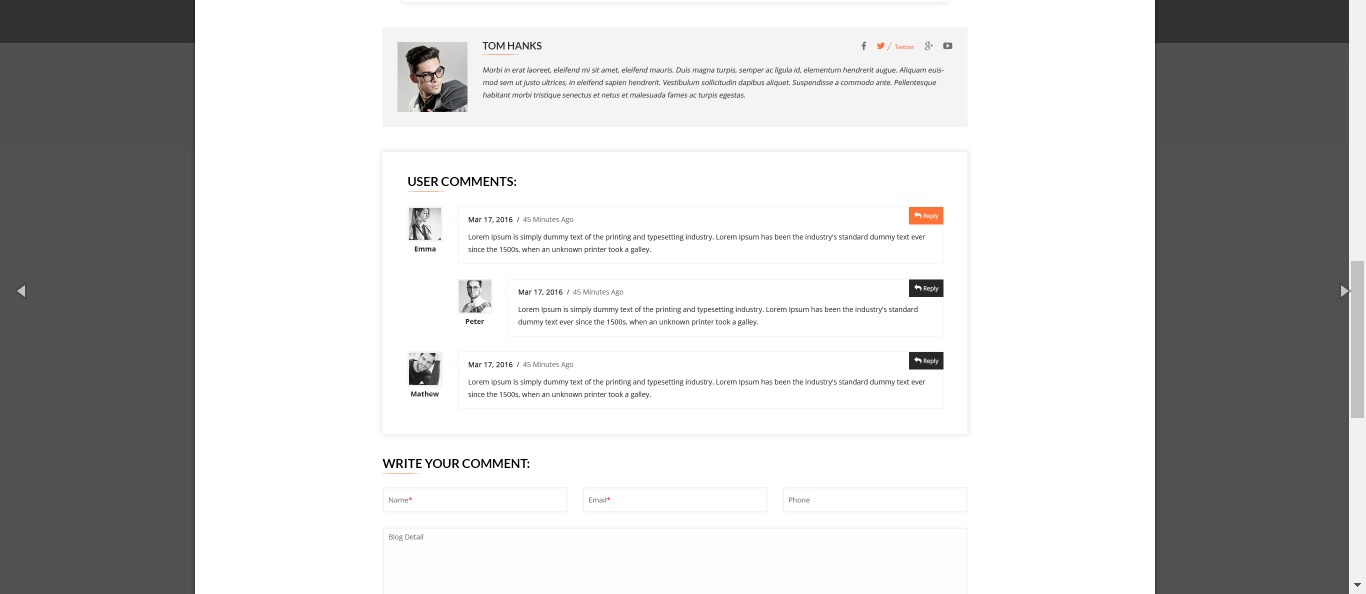 TOM HANKS
/ Twitter
Morbi in erat laoreet, eleifend mi sit amet, eleifend mauris. Duis magna turpis, semper ac ligula id, elementum hendrerit augue. Aliquam euis-
mod sem ut justo ultrices, in eleifend sapien hendrerit. Vestibulum sollicitudin dapibus aliquet. Suspendisse a commodo ante. Pellentesque
habitant morbi tristique senectus et netus et malesuada fames ac turpis egestas.
USER COMMENTS:
Mar 17, 2016 / 45 Minutes Ago
Reply
Lorem Ipsum is simply dummy text of the printing and typesetting industry. Lorem Ipsum has been the industry's standard dummy text ever
since the 1500s, when an unknown printer took a galley.
Emma
Mar 17, 2016 / 45 Minutes Ago
Reply
Lorem Ipsum is simply dummy text of the printing and typesetting industry. Lorem Ipsum has been the industry's standard
dummy text ever since the 1500s, when an unknown printer took a galley.
Peter
Mar 17, 2016 / 45 Minutes Ago
Reply
Lorem Ipsum is simply dummy text of the printing and typesetting industry. Lorem Ipsum has been the industry's standard dummy text ever
since the 1500s, when an unknown printer took a galley.
Mathew
WRITE YOUR COMMENT:
Name*
Email*
Phone
Blog Detail